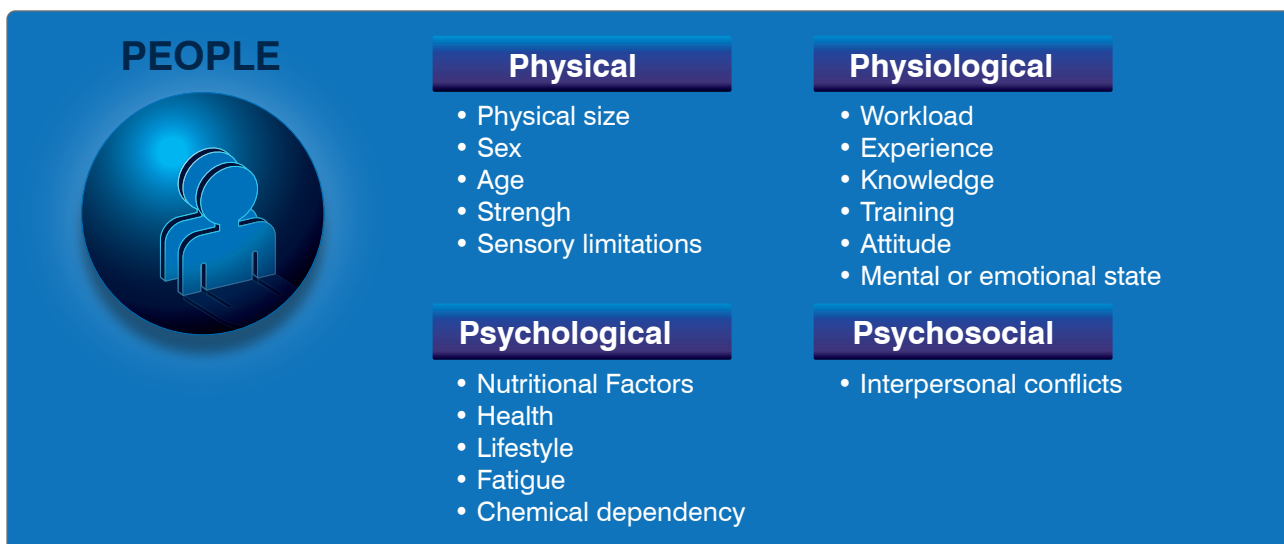 PEOPLE
Physical
• Physical size
• Sex
• Age
• Strengh
• Sensory limitations
Physiological
• Workload
• Experience
• Knowledge
• Training
• Attitude
• Mental or emotional state
Psychological
• Nutritional Factors
• Health
• Lifestyle
• Fatigue
• Chemical dependency
Psychosocial
• Interpersonal conflicts